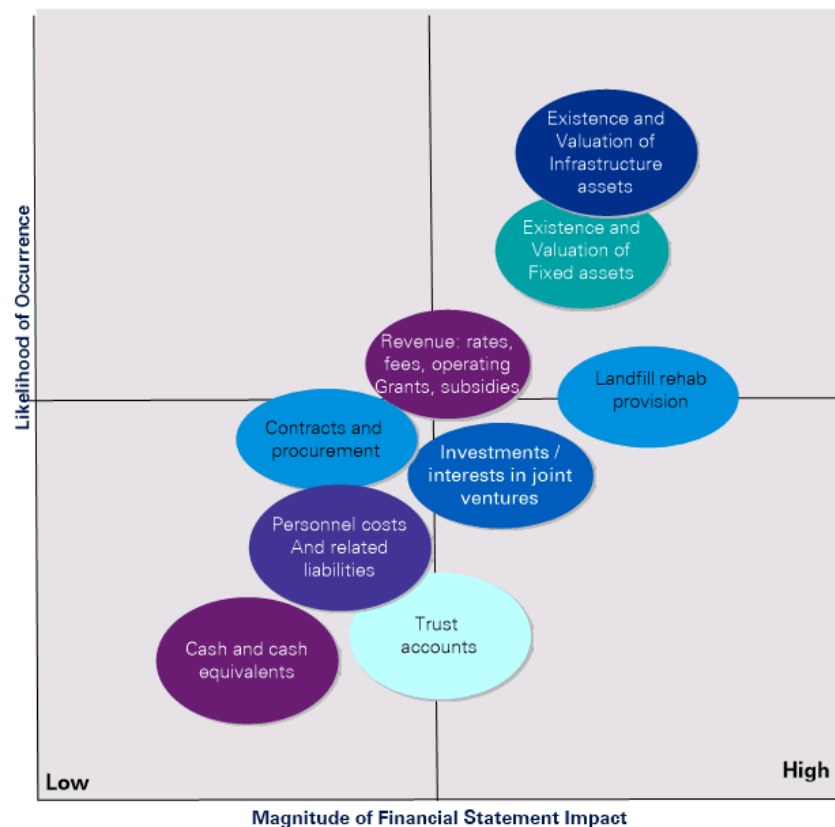 Existence and
Valuation of
Infrastructure
assets
Existence and
Valuation of
Fixed assets
Revenue: rates,
fees, operating
Grants, subsidies
Landfill rehab
provision
Contracts and
procurement
Investments /
interests in joint
ventures
Personnel costs
And related
liabilities
Trust
accounts
Cash and cash
equivalents
Likelihood of Occurrence
Low
High
Magnitude of Financial Statement Impact